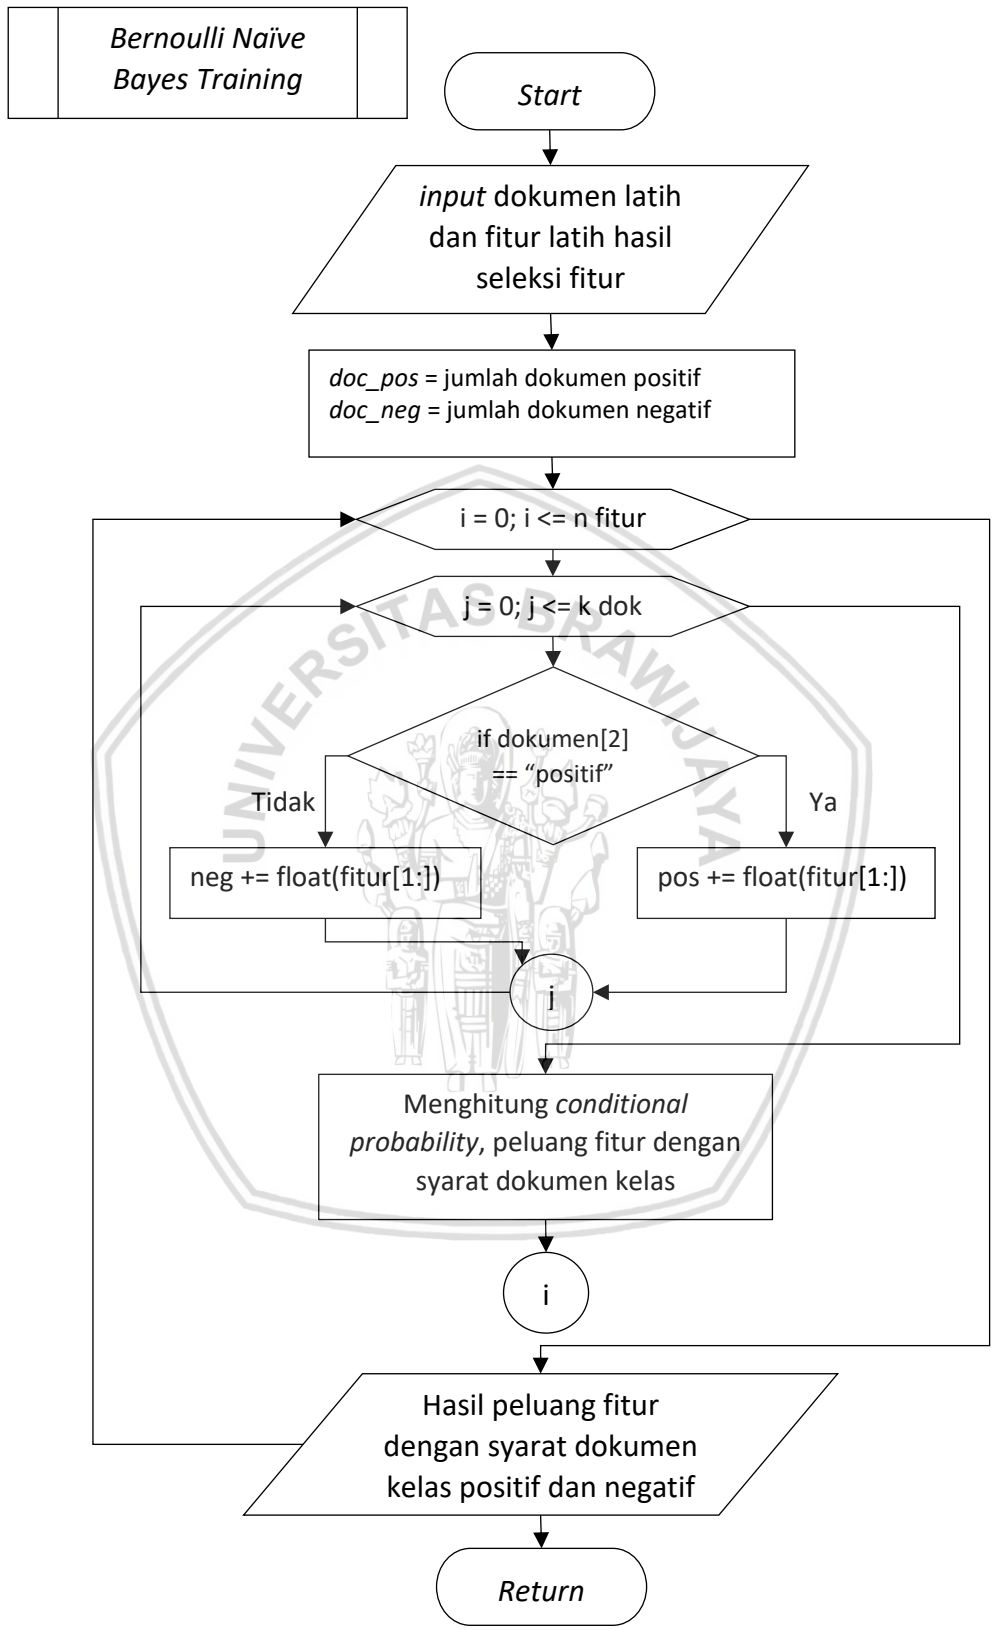 Bernoulli Naïve
Bayes Training
Start
input dokumen latih
dan fitur latih hasil
seleksi fitur
doc_pos = jumlah dokumen positif
doc_neg = jumlah dokumen negatif
i = 0; i <= n fitur
j = 0; j <= k dok
UNIVERSITAS BRAWIJAYA
if dokumen[2]
== “positif”
Tidak
Ya
neg += float(fitur[1:])
pos += float(fitur[1:])
j
Menghitung conditional
probability, peluang fitur dengan
syarat dokumen kelas
i
Hasil peluang fitur
dengan syarat dokumen
kelas positif dan negatif
Return